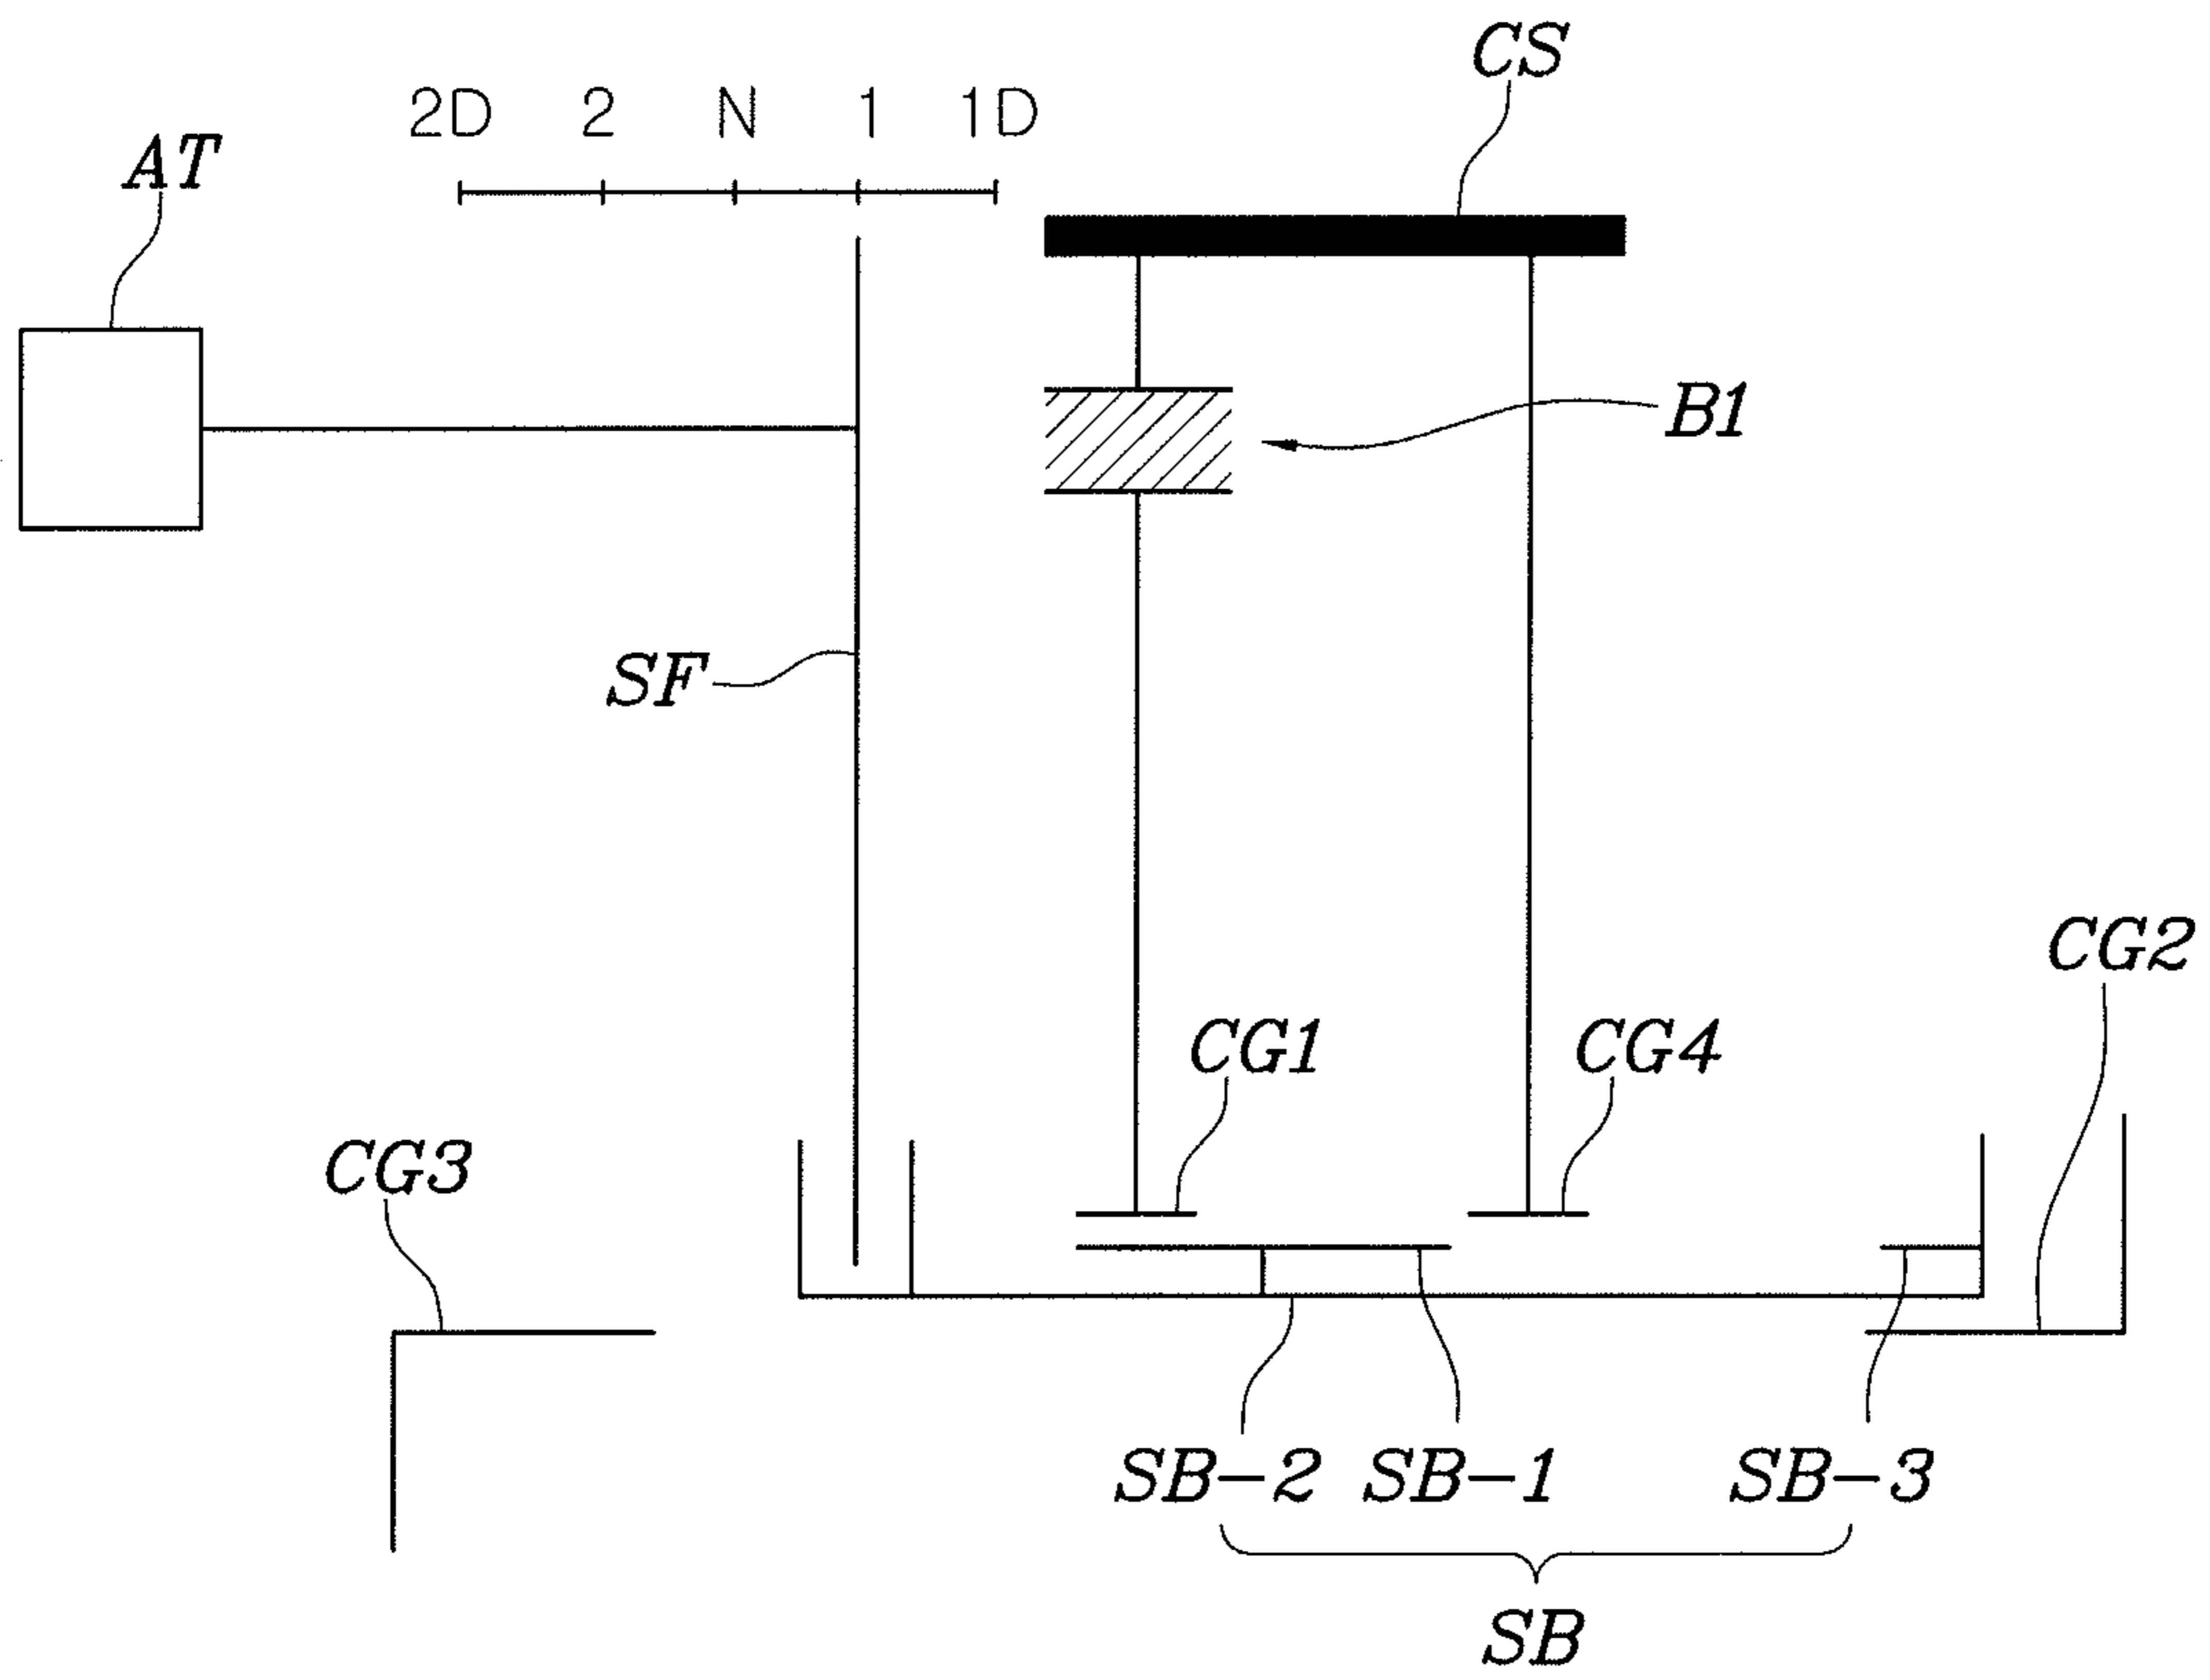 CS
2D 2 N 1 1D
AT
B1
SF
CG2
CG1 CG4
CG3
SB-2 SB-1 SB-3
SB